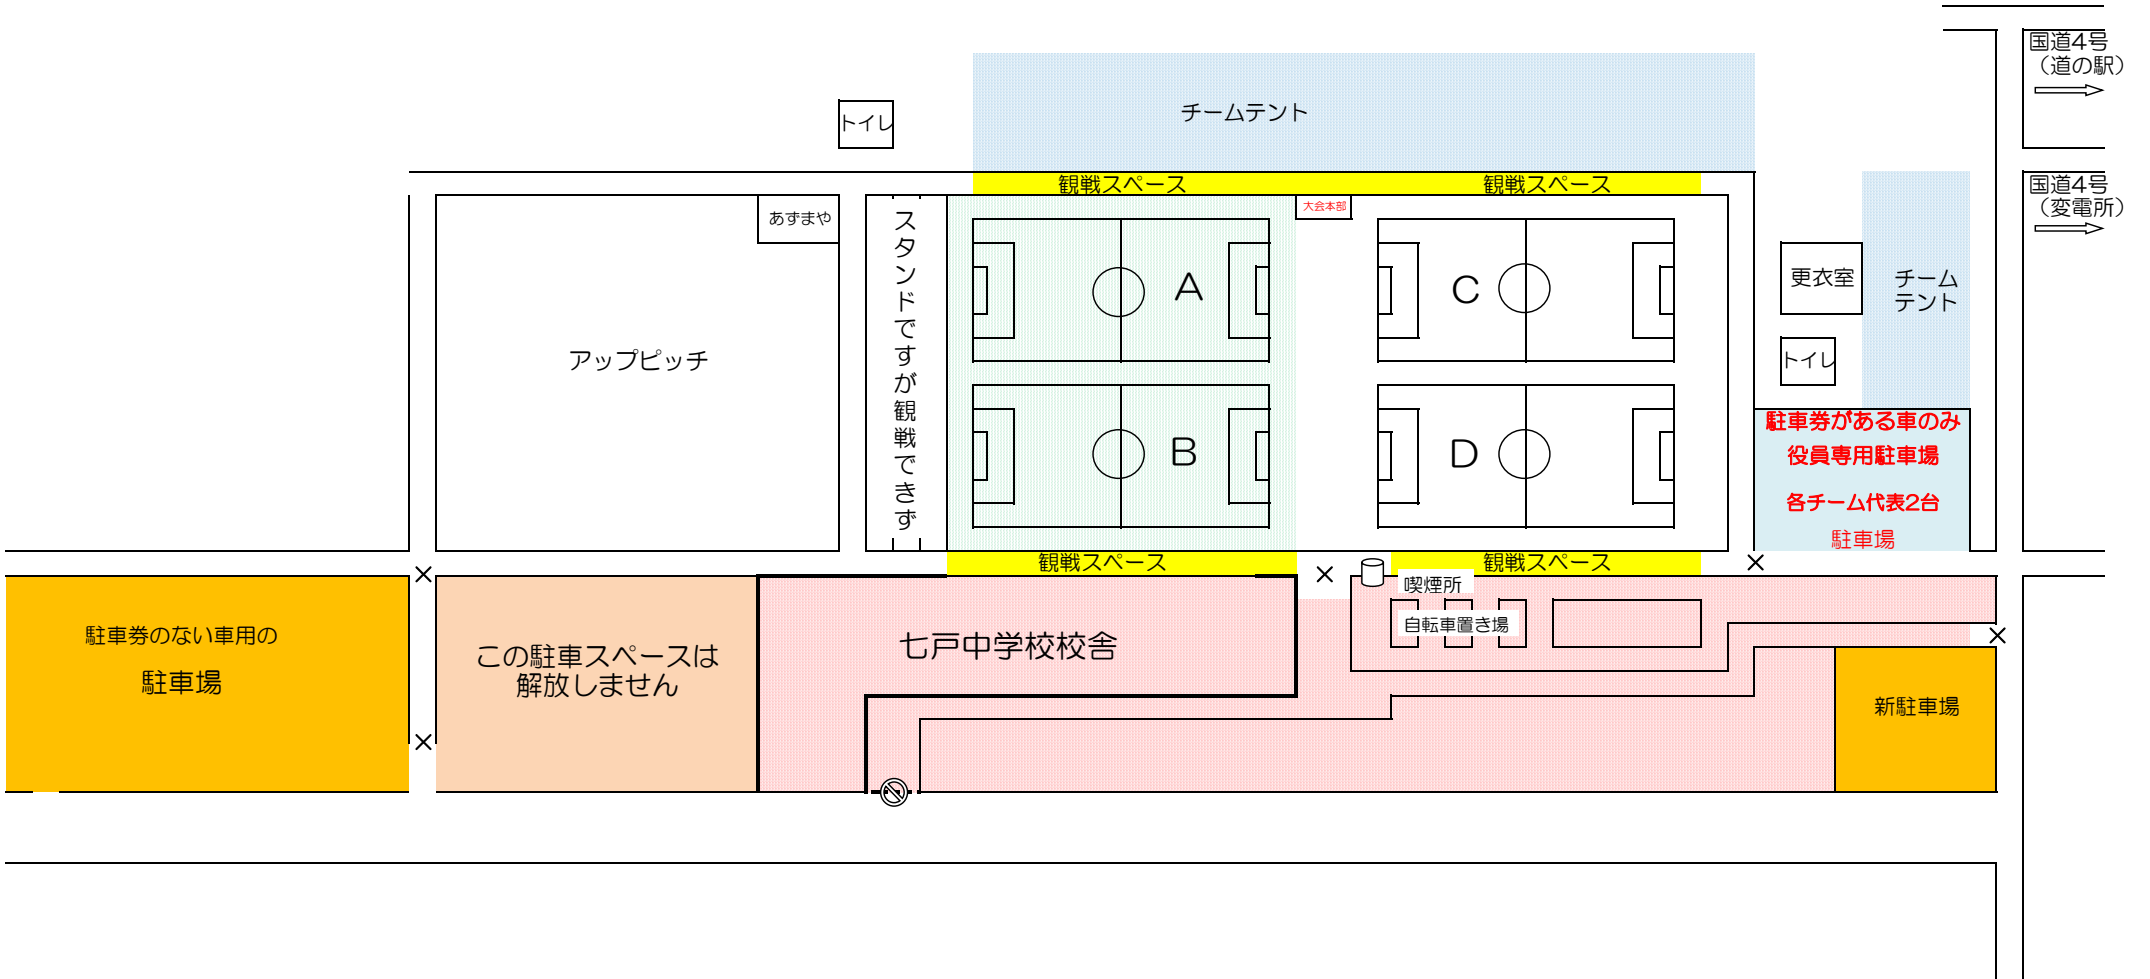 国道4号
（道の駅）
チームテント
トイレ
観戦スペース
観戦スペース
国道4号
（変電所）
あずまや
大会本部
スタンドですが観戦できず
A
C
更衣室
チーム
テント
アップピッチ
トイレ
B
D
駐車券がある車のみ
役員専用駐車場
各チーム代表2台
駐車場
観戦スペース
観戦スペース
喫煙所
自転車置き場
駐車券のない車用の
駐車場
この駐車スペースは
解放しません
七戸中学校校舎
新駐車場